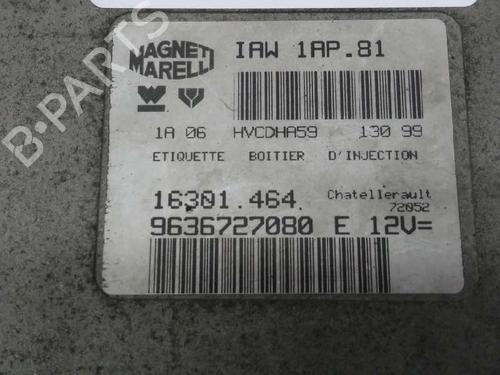 MAGNETI
MARELLI
IAW 1AP.81
1A 06 HVCDHA59 130 99
ETIQUETTE BOITIER D'INJECTION
16301.464 Chatellerault
72052
9636727080 E 12V=